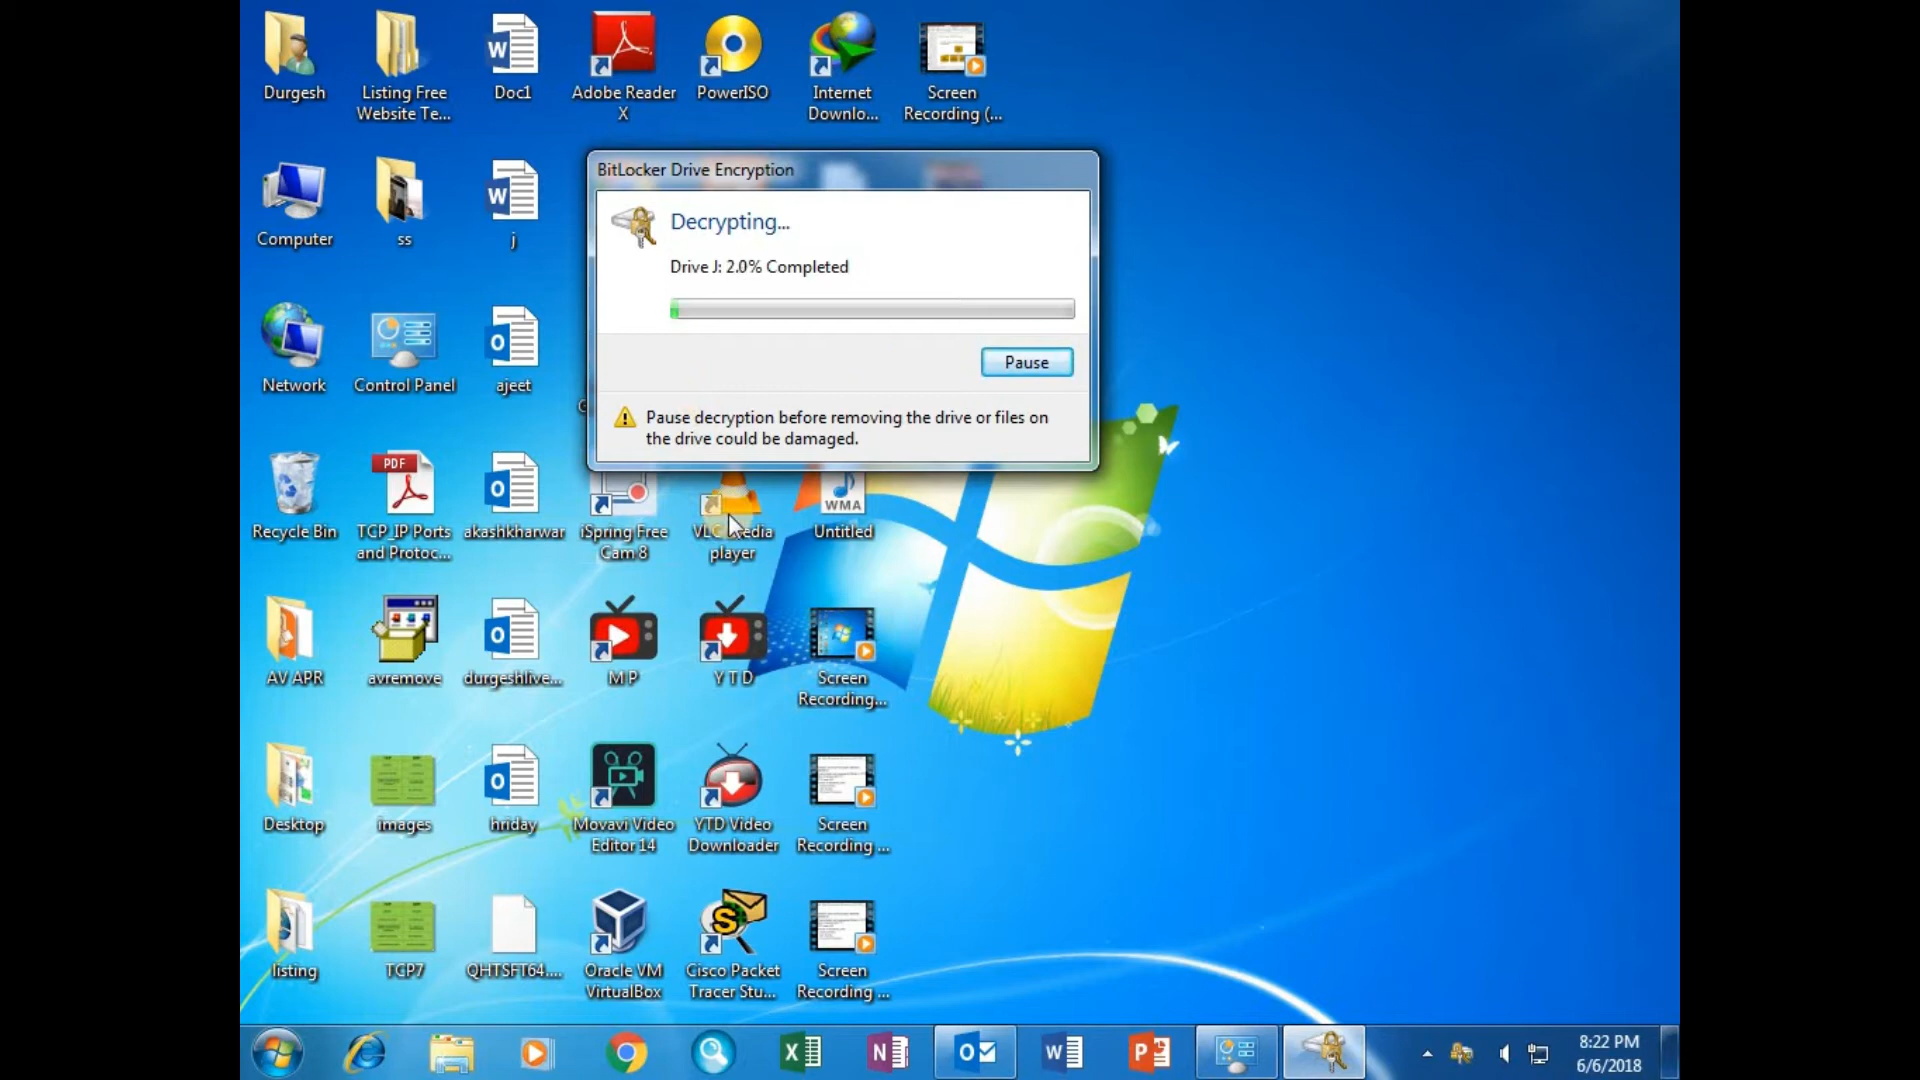 Durgesh
Listing Free
Website Te...
Doc1
Adobe Reader
X
PowerISO
Internet
Downlo...
Screen
Recording (...
BitLocker Drive Encryption
Decrypting...
Drive J: 2.0% Completed
Pause
Pause decryption before removing the drive or files on
the drive could be damaged.
Computer
ss
j
Network
Control Panel
ajeet
Recycle Bin
PDF
TCP_IP Ports
and Protoc...
akashkharwar
iSpring Free
Cam 8
player
WMA
Untitled
AV APR
avremove
durgeshlive...
M P
Y T D
Screen
Recording...
Desktop
images
hriday
Movavi Video
Editor 14
YTD Video
Downloader
Screen
Recording ...
listing
TCP7
QHTSFT64....
Oracle VM
VirtualBox
Cisco Packet
Tracer Stu...
Screen
Recording ...
8:22 PM
6/6/2018